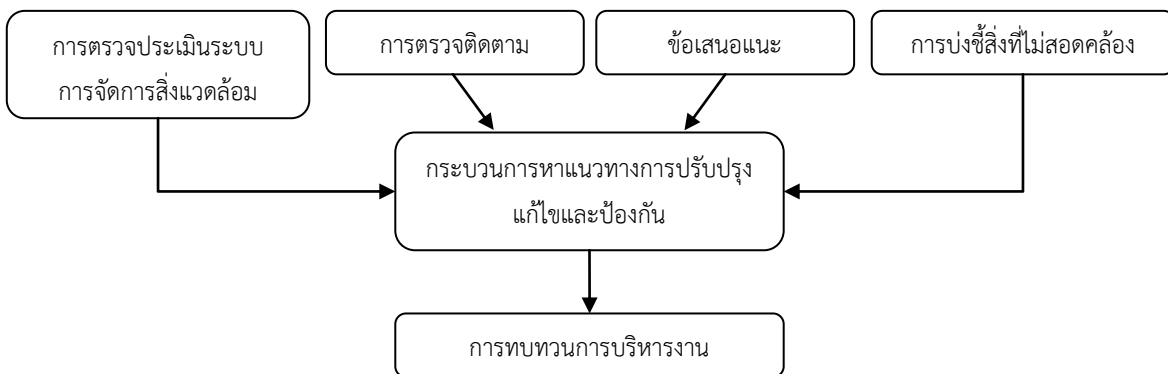 การตรวจประเมินระบบ
การจัดการสิ่งแวดล้อม
การตรวจติดตาม
ข้อเสนอแนะ
การบ่งชี้สิ่งที่ไม่สอดคล้อง
กระบวนการหาแนวทางการปรับปรุง
แก้ไขและป้องกัน
การทบทวนการบริหารงาน